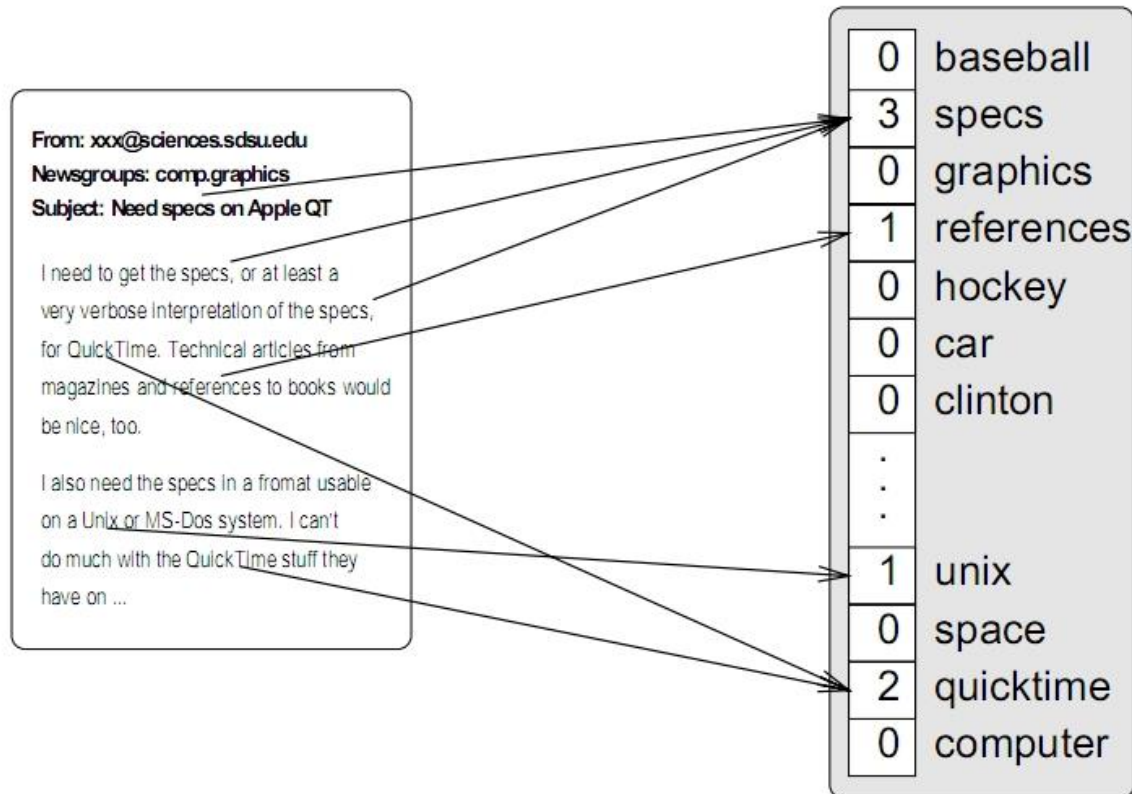 From: xxx@sciences.sdsu.edu
Newsgroups: comp.graphics
Subject: Need specs on Apple QT
I need to get the specs, or at least a
very verbose interpretation of the specs,
for QuickTime. Technical articles from
magazines and references to books would
be nice, too.
I also need the specs in a fromat usable
on a Unix or MS-Dos system. I can't
do much with the QuickTime stuff they
have on ...
0 baseball
3 specs
0 graphics
1 references
0 hockey
0 car
0 clinton
.
.
.
1 unix
0 space
2 quicktime
0 computer